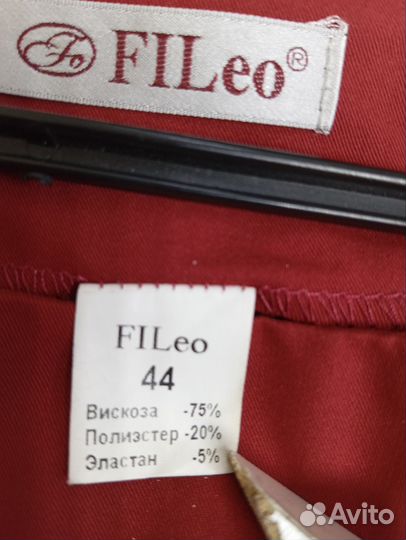 Fo FILeo®
FILeo
44
Вискоза -75%
Полиэстер -20%
Эластан -5%
Avito